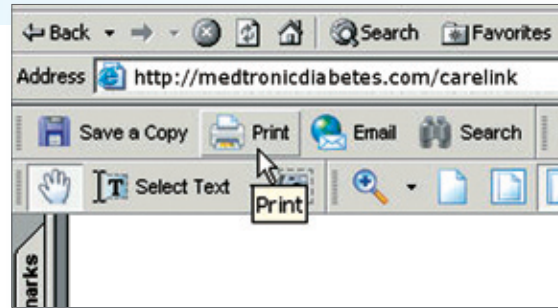 Back Search Favorites
Address http://medtronicdiabetes.com/carelink
Save a Copy Print Email Search
Select Text
Print
marks